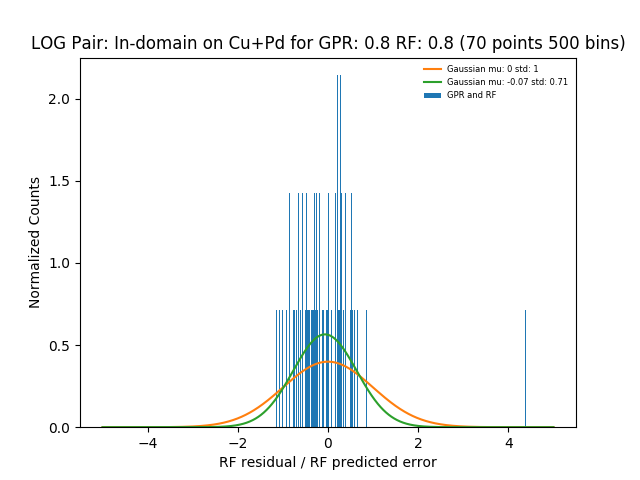 LOG Pair: In-domain on Cu+Pd for GPR: 0.8 RF: 0.8 (70 points 500 bins)
Gaussian mu: 0 std: 1
Gaussian mu: -0.07 std: 0.71
GPR and RF
Normalized Counts
2.0
1.5
1.0
0.5
0.0
−4 −2 0 2 4
RF residual / RF predicted error